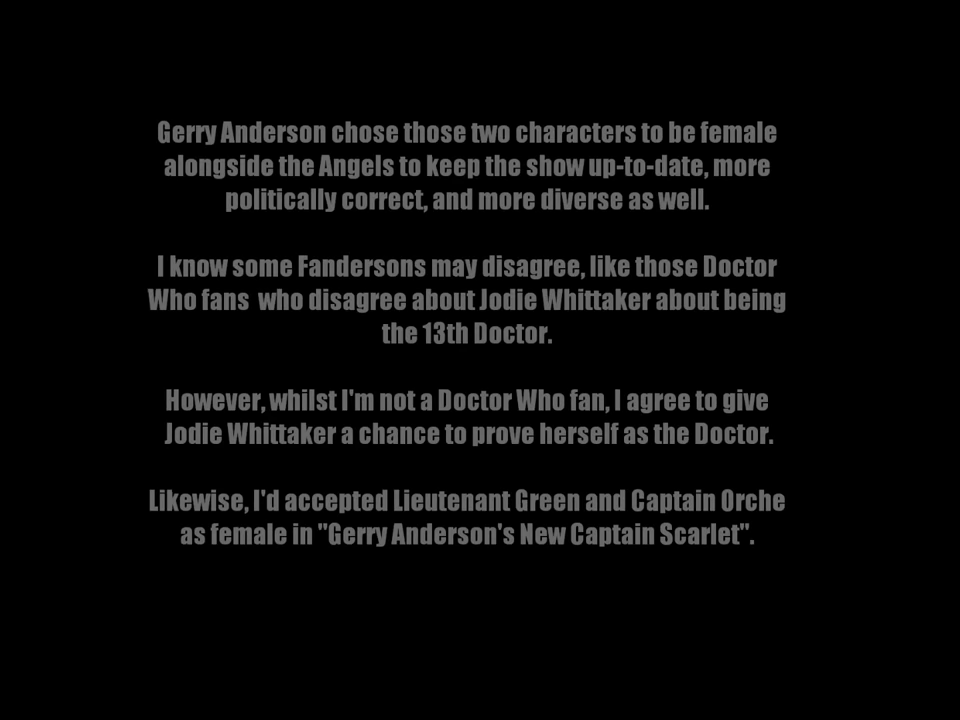 Gerry Anderson chose those two characters to be female
alongside the Angels to keep the show up-to-date, more
politically correct, and more diverse as well.
I know some Fandersons may disagree, like those Doctor
Who fans  who disagree about Jodie Whittaker about being
the 13th Doctor.
However, whilst I'm not a Doctor Who fan, I agree to give
Jodie Whittaker a chance to prove herself as the Doctor.
Likewise, I'd accepted Lieutenant Green and Captain Orche
as female in "Gerry Anderson's New Captain Scarlet".